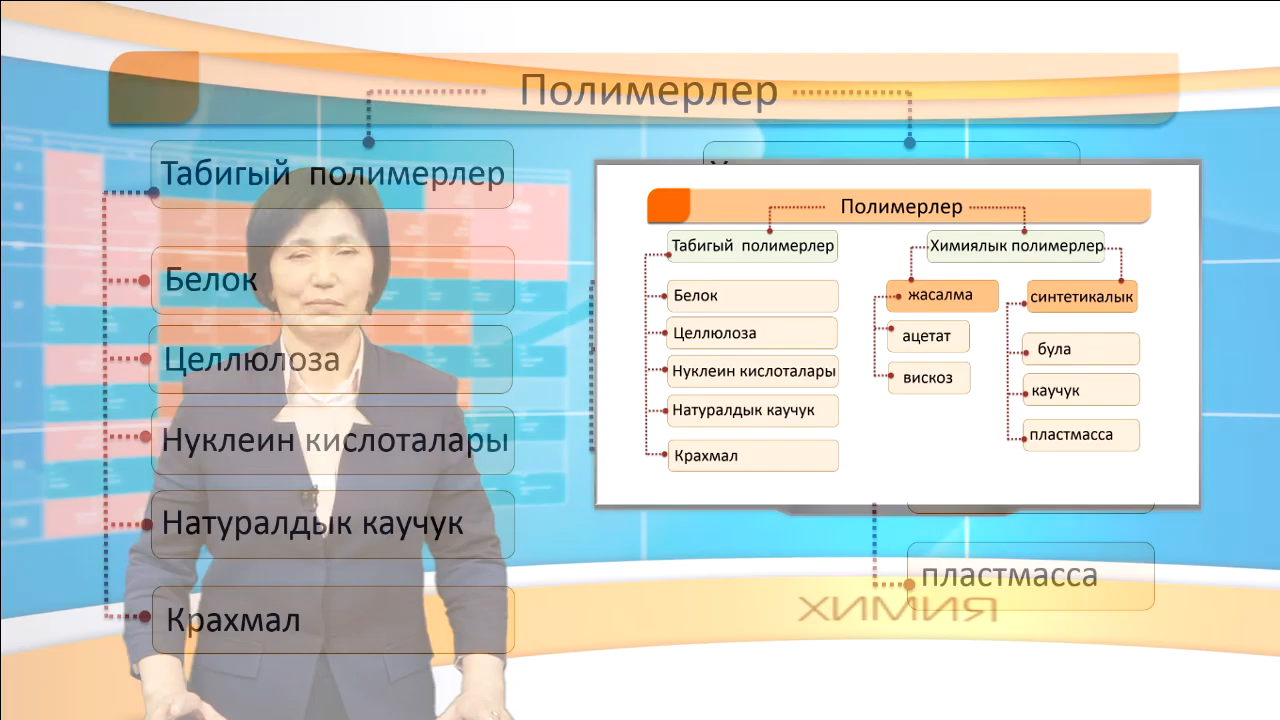 Полимерлер
Табигый полимерлер
Белок
Целлюлоза
Нуклеин кислоталары
Натуралдык каучук
Крахмал
пластмасса
Полимерлер
Табигый полимерлер
Белок
Целлюлоза
Нуклеин кислоталары
Натуралдык каучук
Крахмал
Химиялык полимерлер
жасалма
ацетат
вискоз
синтетикалык
була
каучук
пластмасса
ХИМИЯ